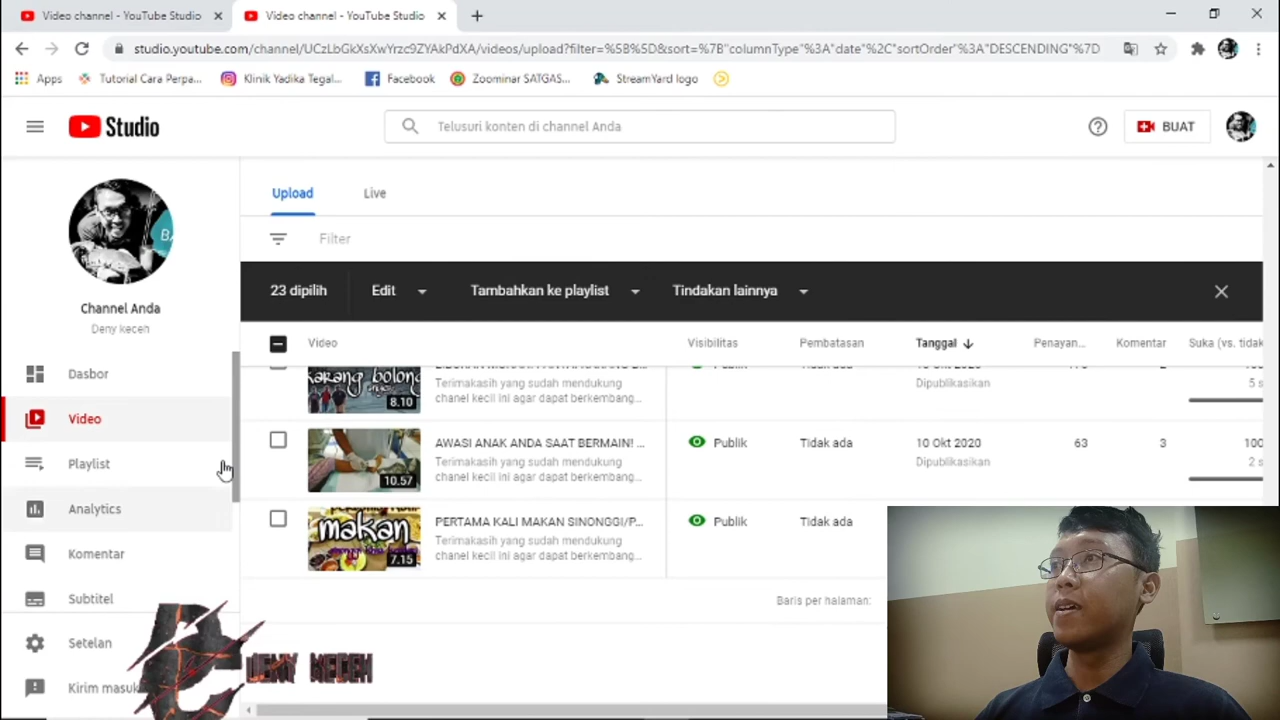 Video channel - YouTube Studio
Video channel - YouTube Studio
studio.youtube.com/channel/UCzLbGkXsXwYrzc9ZYAkPdXA/videos/upload?filter=%5B%5D&sort=%7B"columnType"%3A"date"%2C"sortOrder"%3A"DESCENDING"%7D
Apps
Tutorial Cara Perpa...
Klinik Yadika Tegal...
Facebook
Zoominar SATGAS...
StreamYard logo
Studio
Telusuri konten di channel Anda
BUAT
Channel Anda
Deny keceh
Dasbor
Video
Playlist
Analytics
Komentar
Subtitel
Setelan
Kirim masuk
Upload
Live
Filter
23 dipilih
Edit
Tambahkan ke playlist
Tindakan lainnya
Video
Visibilitas
Pembatasan
Tanggal
Penayan...
Komentar
Suka (vs. tidak
karang bolong
8.10
Terimakasih yang sudah mendukung
chanel kecil ini agar dapat berkembang...
Dipublikasikan
5 s
10.57
AWASI ANAK ANDA SAAT BERMAIN! ...
Terimakasih yang sudah mendukung
chanel kecil ini agar dapat berkembang...
Publik
Tidak ada
10 Okt 2020
Dipublikasikan
63
3
100
2 s
makan
7.15
PERTAMA KALI MAKAN SINONGGI/P...
Terimakasih yang sudah mendukung
chanel kecil ini agar dapat berkembang...
Publik
Tidak ada
Baris per halaman:
DENY KECEH